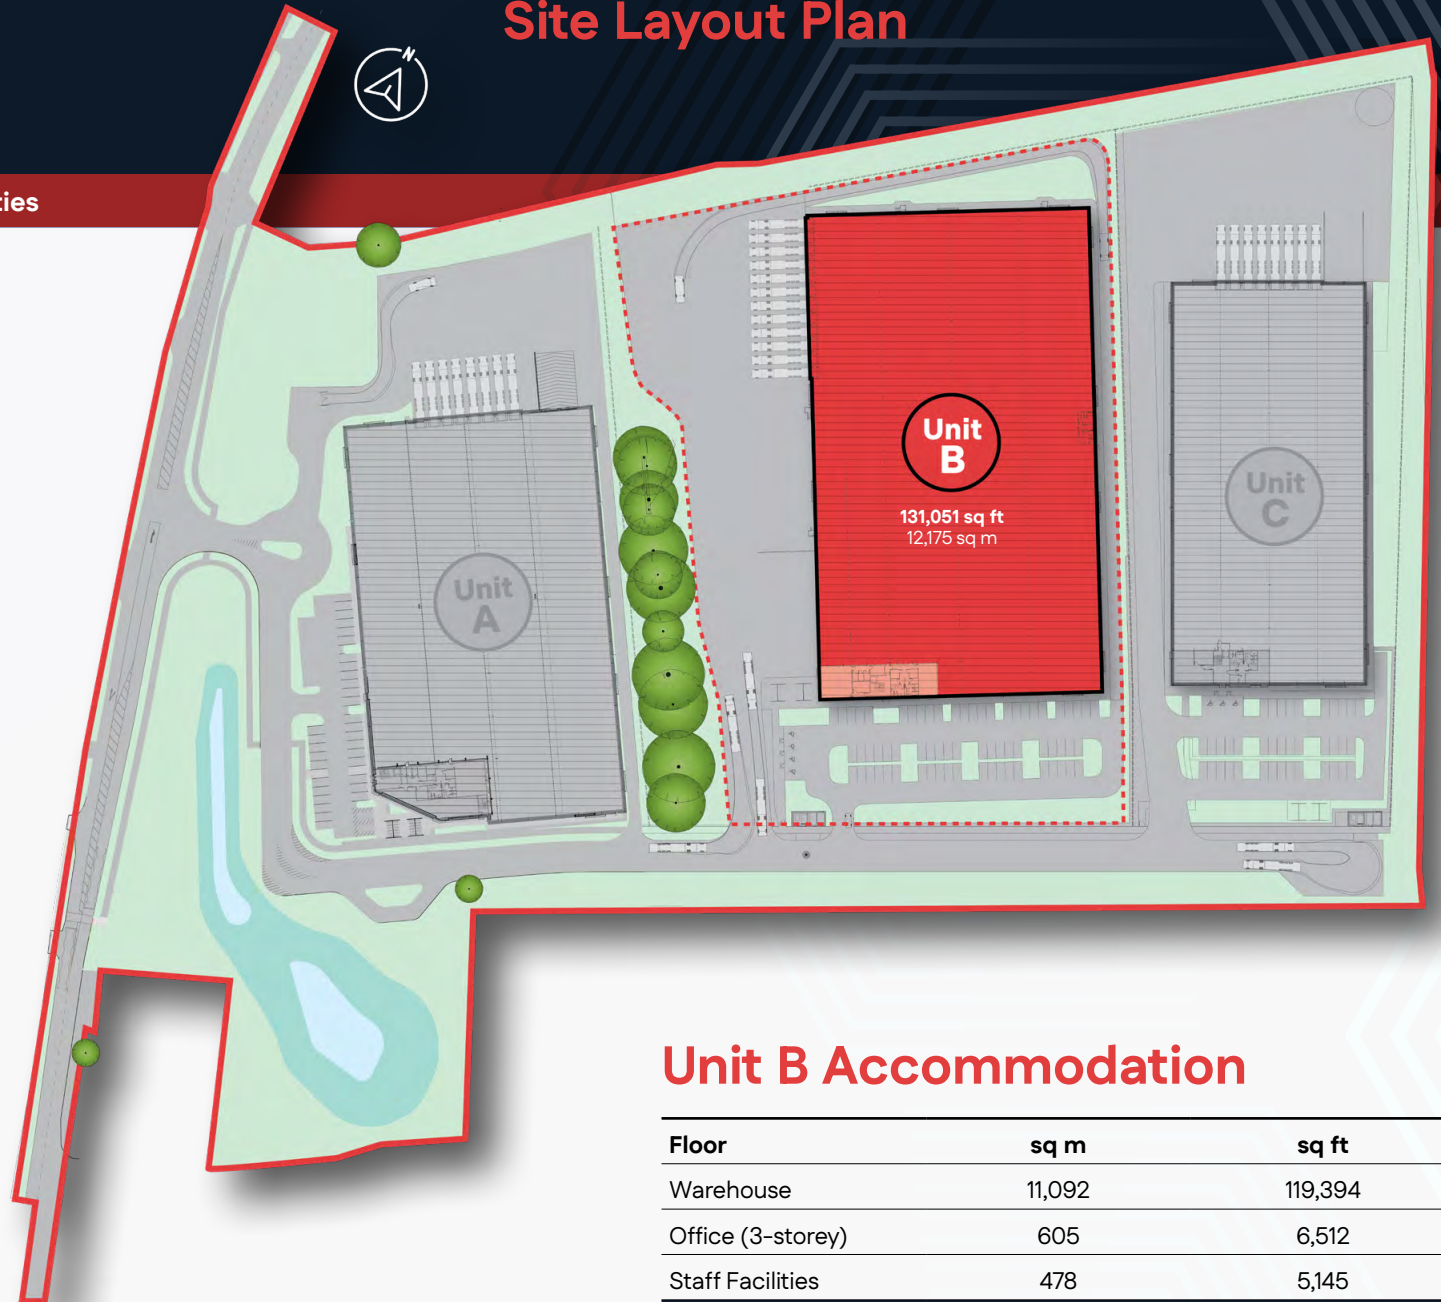 Site Layout Plan
N
ties
Unit
B
131,051 sq ft
12,175 sq m
Unit
C
Unit
A
Unit B Accommodation
Floor sq m sq ft
Warehouse 11,092 119,394
Office (3-storey) 605 6,512
Staff Facilities 478 5,145